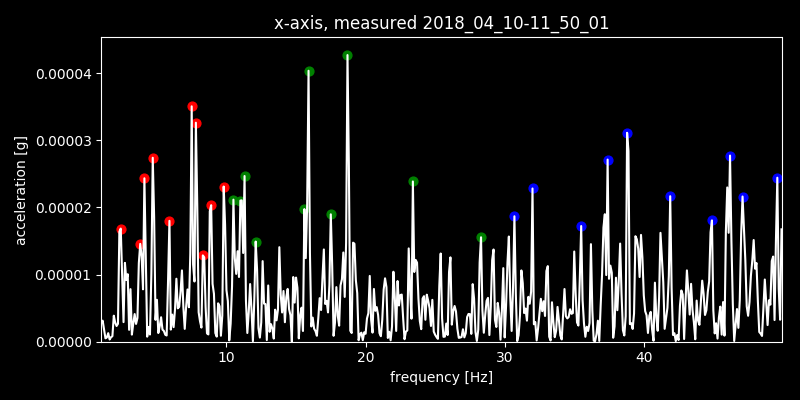 x-axis, measured 2018_04_10-11_50_01
0.00004
0.00003
0.00002
0.00001
0.00000
acceleration [g]
10 20 30 40
frequency [Hz]